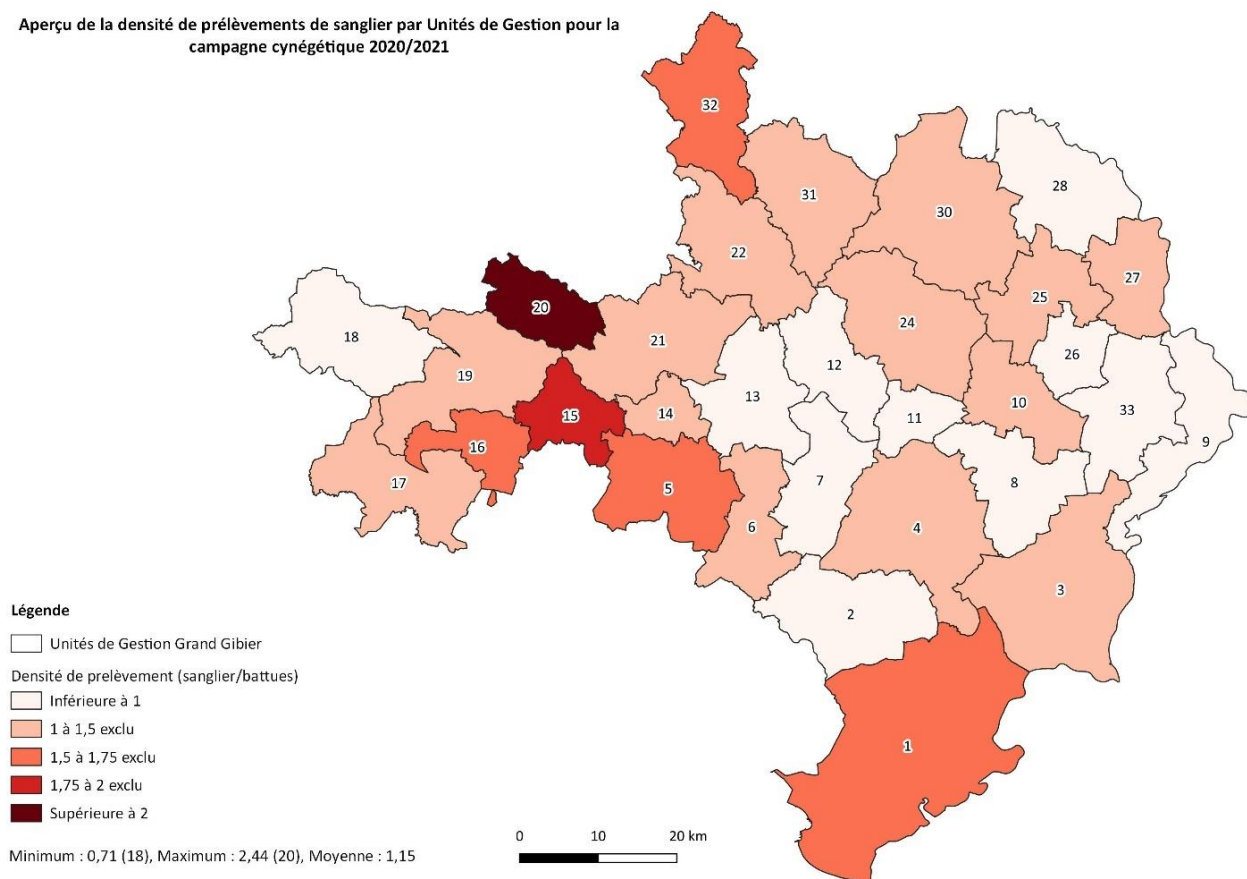 Aperçu de la densité de prélèvements de sanglier par Unités de Gestion pour la
campagne cynégétique 2020/2021
32
28
31
30
22
27
25
20
24
18
21
12
26
19
13
10
33
14
15
11
9
16
7
8
17
5
6
4
3
2
1
Légende
Unités de Gestion Grand Gibier
Densité de prelèvement (sanglier/battues)
Inférieure à 1
1 à 1,5 exclu
1,5 à 1,75 exclu
1,75 à 2 exclu
Supérieure à 2
0 10 20 km
Minimum : 0,71 (18), Maximum : 2,44 (20), Moyenne : 1,15